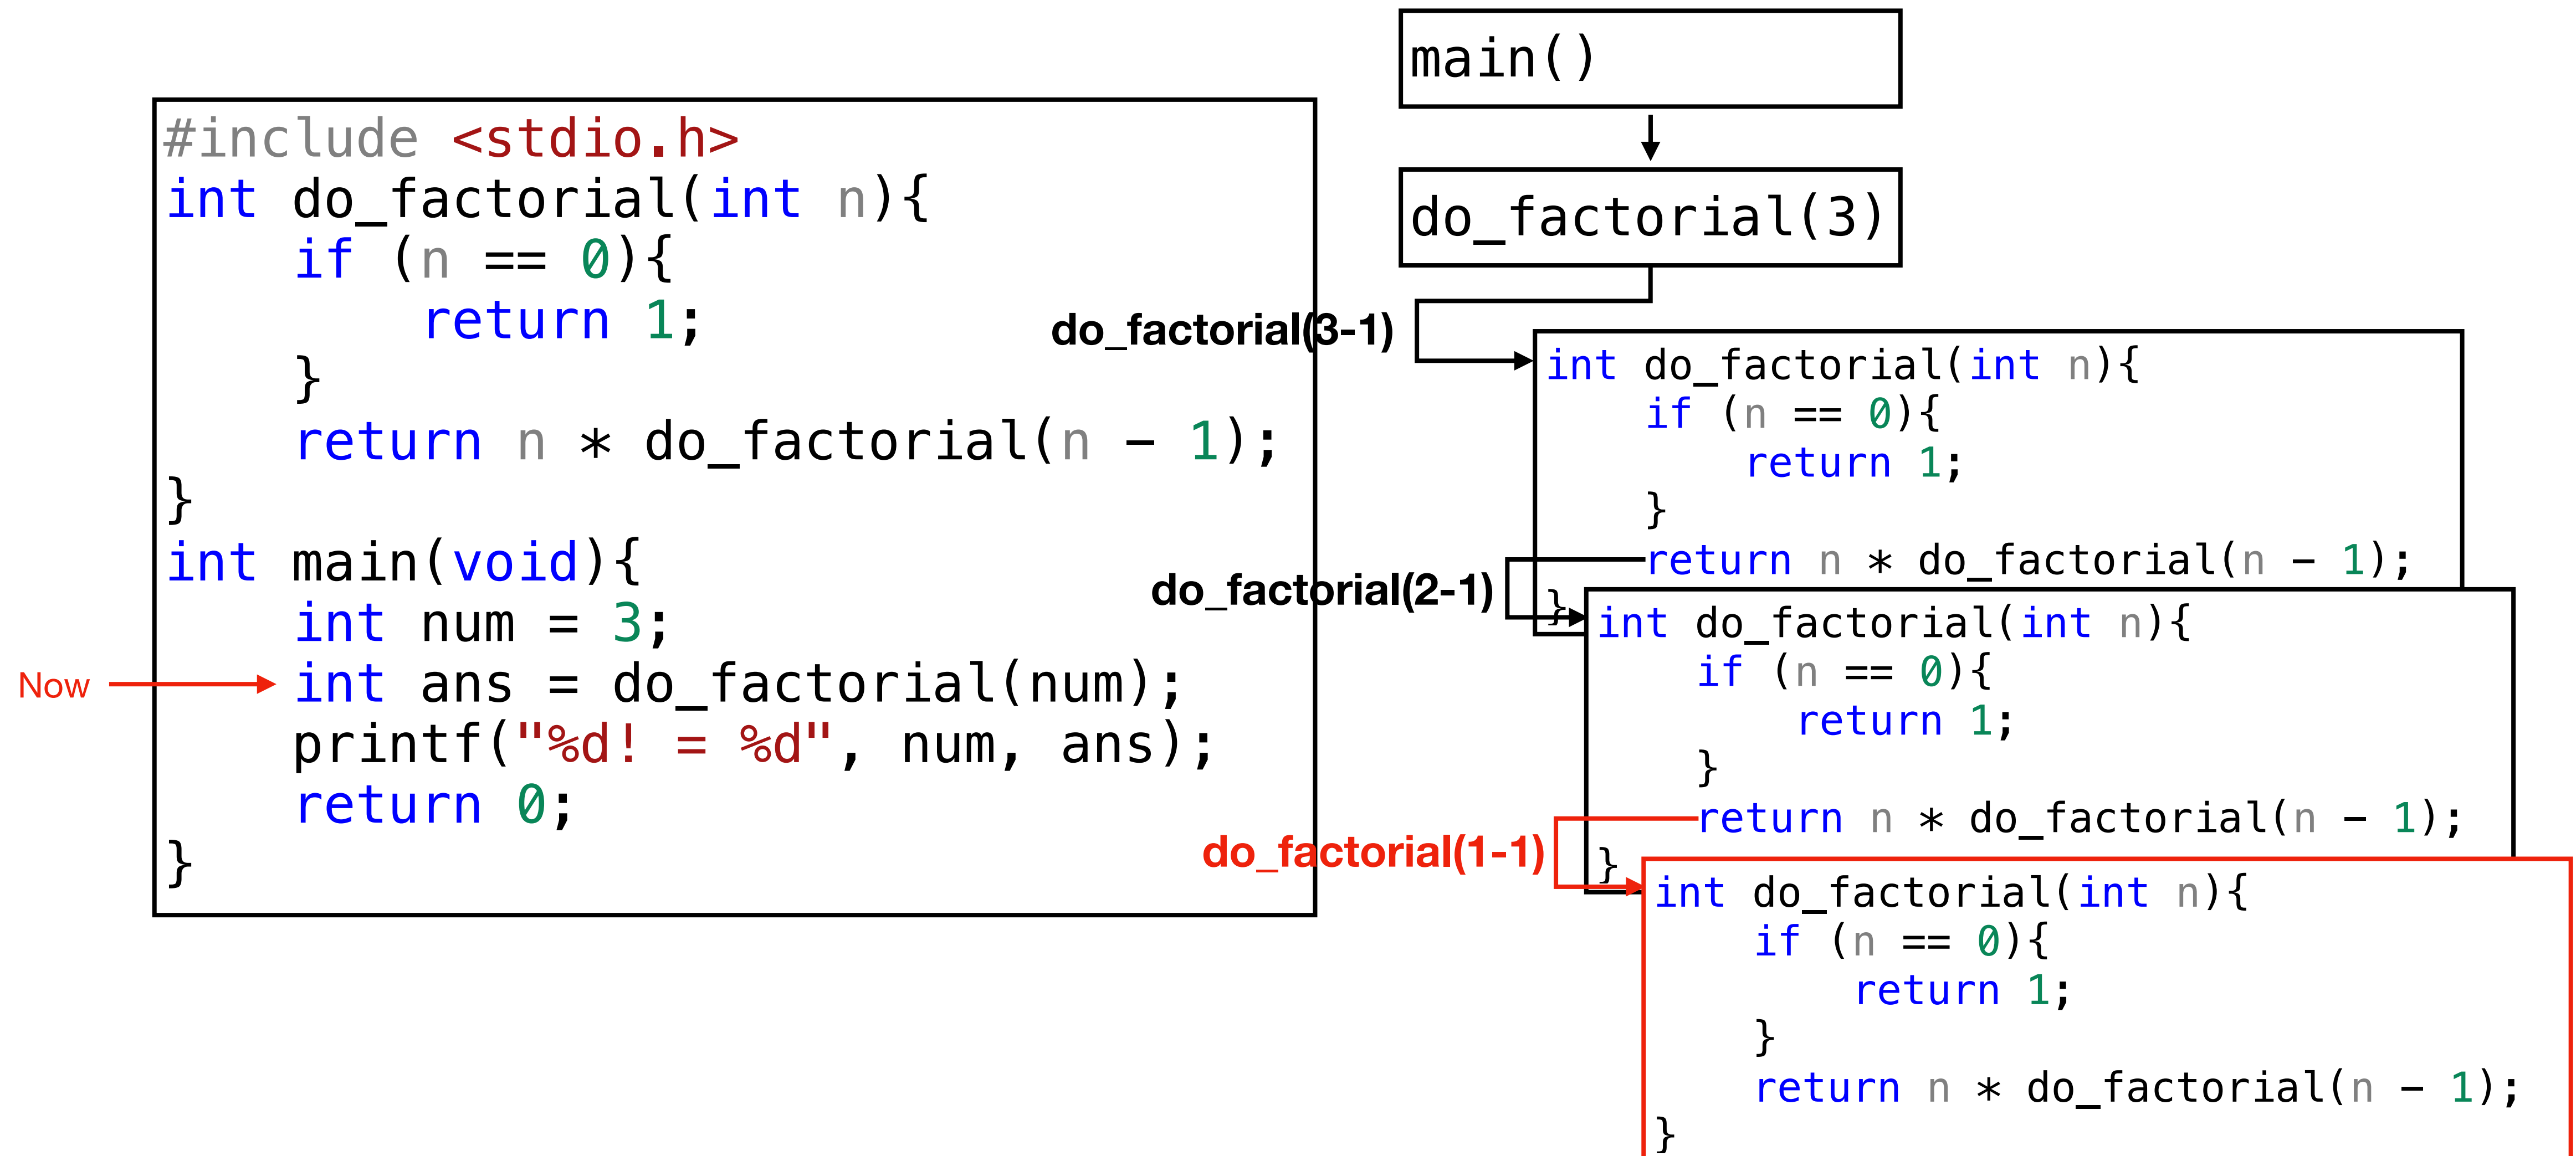 #include <stdio.h>
int do_factorial(int n){
if (n == 0){
return 1;
}
return n * do_factorial(n - 1);
}
int main(void){
int num = 3;
Now
int ans = do_factorial(num);
printf("%d! = %d", num, ans);
return 0;
}
main()
do_factorial(3)
do_factorial(3-1)
int do_factorial(int n){
if (n == 0){
return 1;
}
return n * do_factorial(n - 1);
}
do_factorial(2-1)
int do_factorial(int n){
if (n == 0){
return 1;
}
return n * do_factorial(n - 1);
}
do_factorial(1-1)
int do_factorial(int n){
if (n == 0){
return 1;
}
return n * do_factorial(n - 1);
}